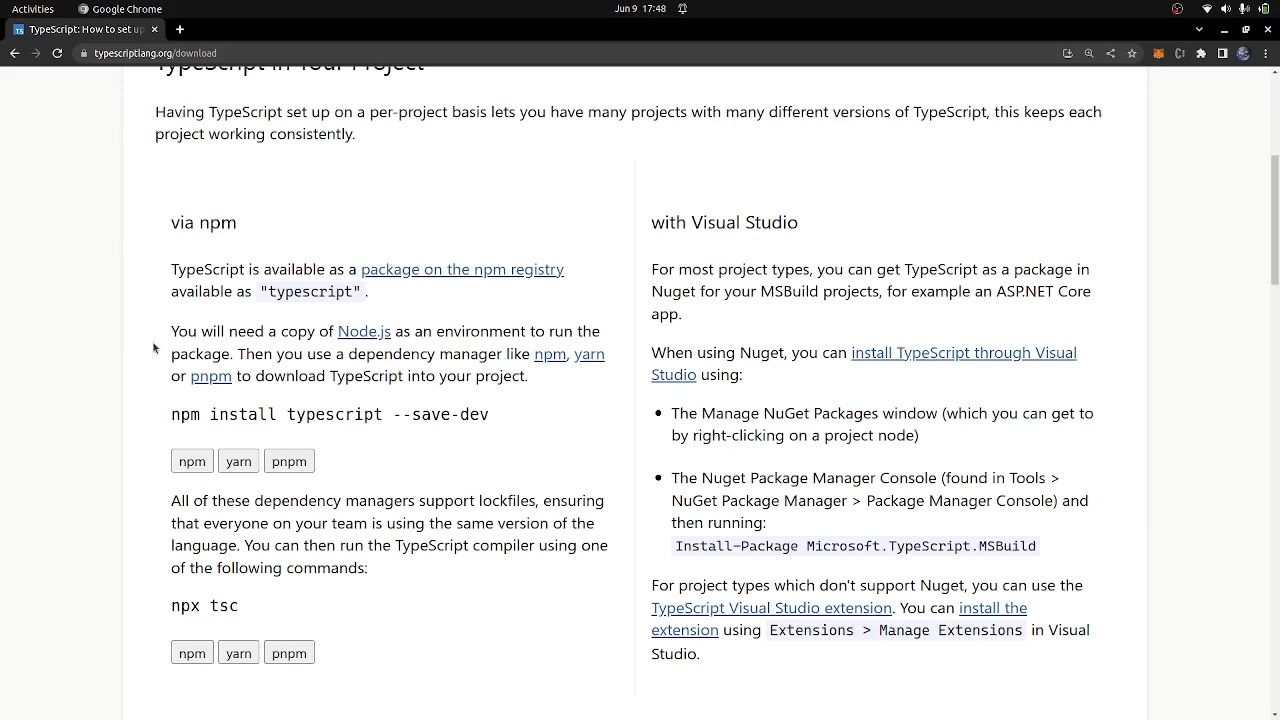 Activities
Google Chrome
Jun 9 17:48
TypeScript: How to set up
typescriptlang.org/download
TypeScript in Your Project
Having TypeScript set up on a per-project basis lets you have many projects with many different versions of TypeScript, this keeps each
project working consistently.
via npm
TypeScript is available as a package on the npm registry
available as "typescript".
You will need a copy of Node.js as an environment to run the
package. Then you use a dependency manager like npm, yarn
or pnpm to download TypeScript into your project.
npm install typescript --save-dev
npm yarn pnpm
All of these dependency managers support lockfiles, ensuring
that everyone on your team is using the same version of the
language. You can then run the TypeScript compiler using one
of the following commands:
npx tsc
npm yarn pnpm
with Visual Studio
For most project types, you can get TypeScript as a package in
Nuget for your MSBuild projects, for example an ASP.NET Core
app.
When using Nuget, you can install TypeScript through Visual
Studio using:
The Manage NuGet Packages window (which you can get to
by right-clicking on a project node)
The Nuget Package Manager Console (found in Tools >
NuGet Package Manager > Package Manager Console) and
then running:
Install-Package Microsoft.TypeScript.MSBuild
For project types which don't support Nuget, you can use the
TypeScript Visual Studio extension. You can install the
extension using Extensions > Manage Extensions in Visual
Studio.